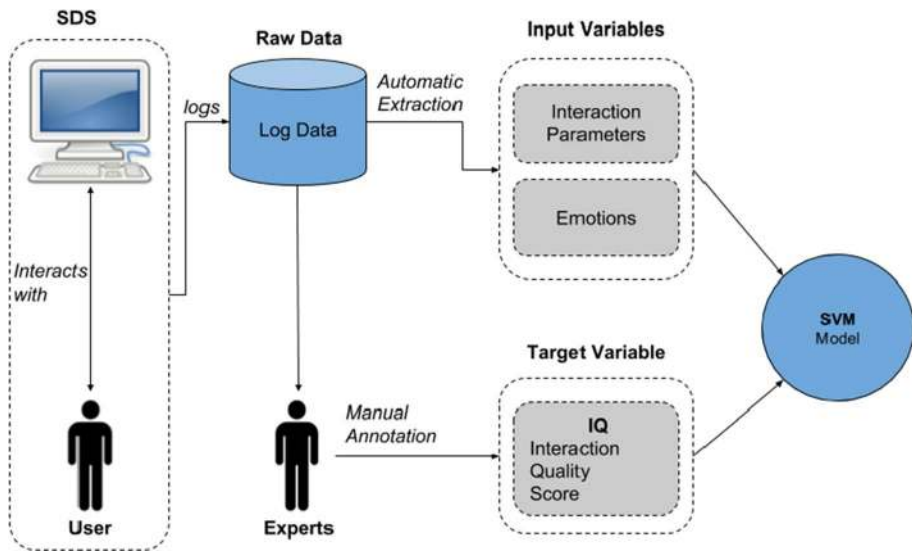 SDS
Raw Data
Input Variables
logs
Log Data
Automatic
Extraction
Interaction
Parameters
Emotions
Interacts
with
SVM
Model
Target Variable
Manual
Annotation
IQ
Interaction
Quality
Score
User
Experts